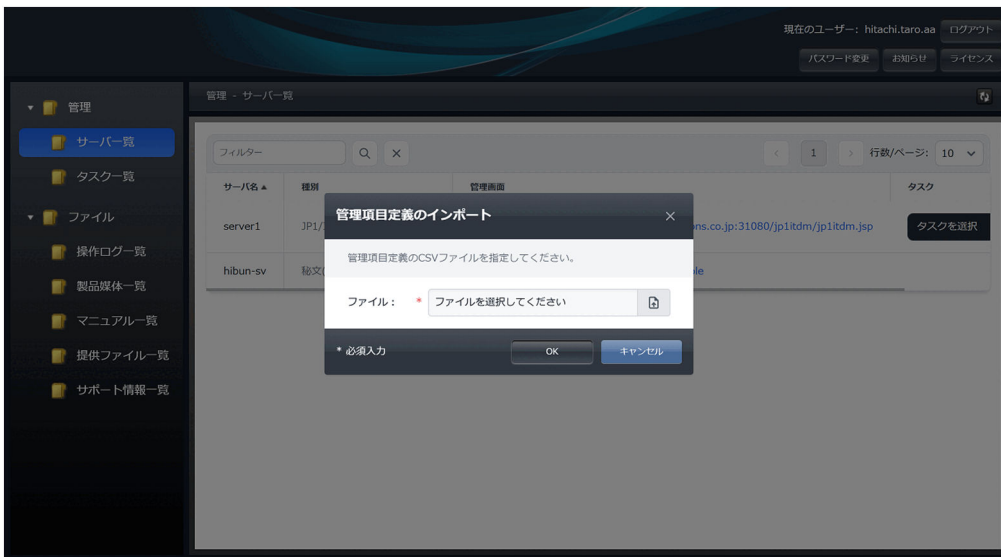 現在のユーザー: hitachi.taro.aa ログアウト
パスワード変更 お知らせ ライセンス
管理
サーバー覧
タスク一覧
ファイル
操作ログ一覧
製品媒体一覧
マニュアル一覧
提供ファイル一覧
サポート情報一覧
管理 - サーバー覧
フィルター
1 行数/ページ: 10
サーバ名 種別 管理画面 タスク
server1 JP1/ ons.co.jp:31080/jp1itdm/jp1itdm.jsp タスクを選択
hibun-sv 秘文
管理項目定義のインポート
管理項目定義のCSVファイルを指定してください。
ファイル: * ファイルを選択してください
* 必須入力 OK キャンセル